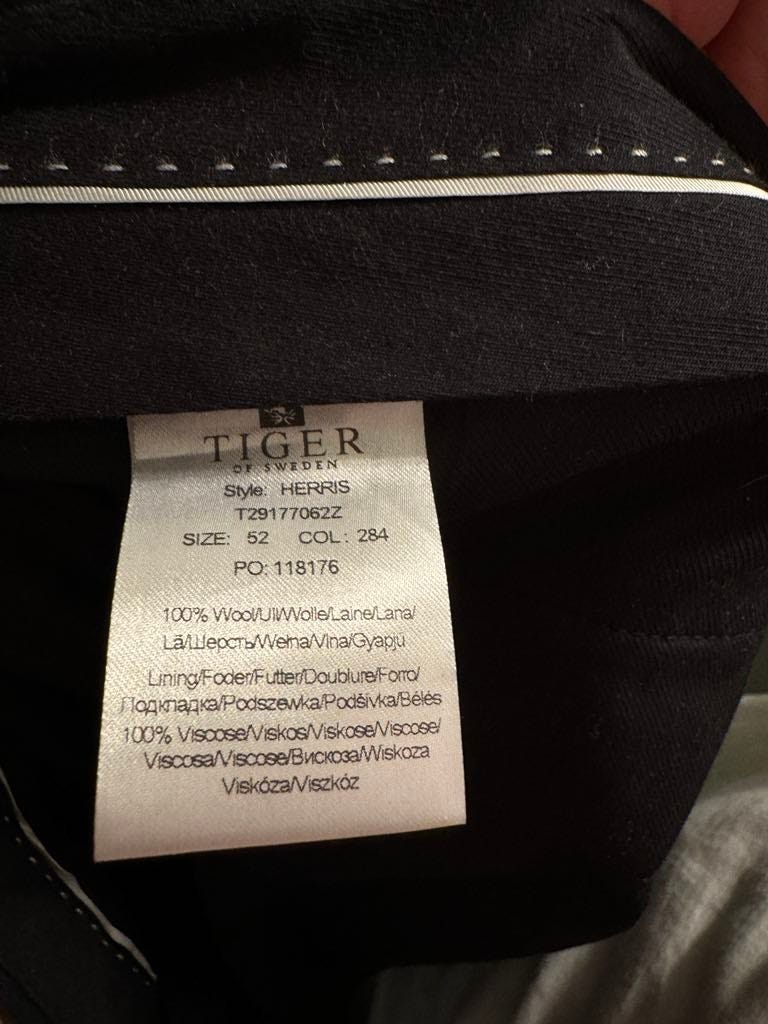 TIGER
OF SWEDEN
Style: HERRIS
T29177062Z
SIZE: 52 COL: 284
PO: 118176
100% Wool/Ull/Wolle/Laine/Lana/
Lã/Шерсть/Wełna/Vlna/Gyapjú
Lining/Foder/Futter/Doublure/Forro/
Подкладка/Podszewka/Podšívka/Bélés
100% Viscose/Viskos/Viskose/Viscose/
Viscosa/Viscose/Вискоза/Wiskoza
Viskóza/Viszkóz